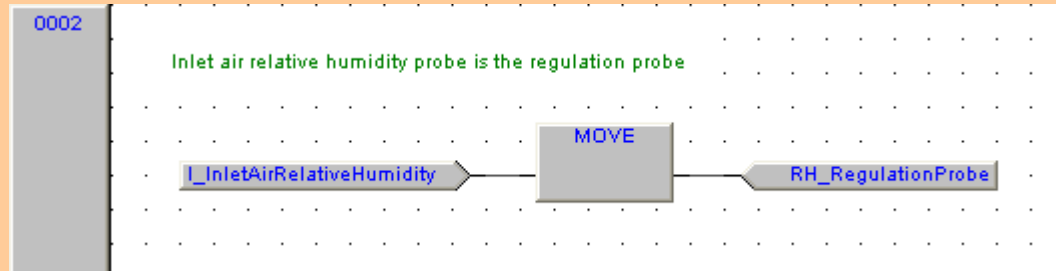 0002
Inlet air relative humidity probe is the regulation probe
MOVE
I_InletAirRelativeHumidity
RH_RegulationProbe